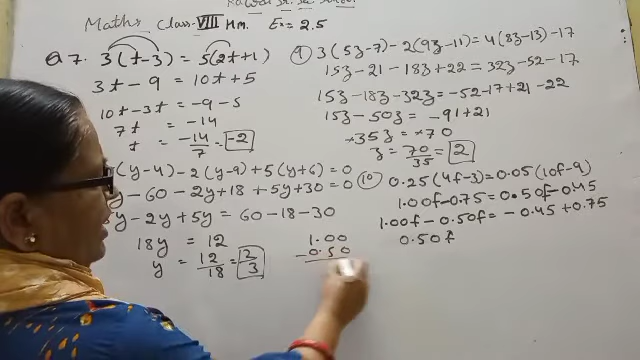 Maths Class-VIII Hm. Ex=2.5
Q 7. 3(t-3) = 5(2t+1)
3t - 9 = 10t + 5
10t - 3t = -9 - 5
7t = -14
t = -14/7 = -2
(y-4) - 2(y-9) + 5(y+6) = 0
y - 60 - 2y + 18 + 5y + 30 = 0
y - 2y + 5y = 60 - 18 - 30
18y = 12
y = 12/18 = 2/3
1.00
- 0.50
9) 3(5z-7) - 2(9z-11) = 4(8z-13) - 17
15z - 21 - 18z + 22 = 32z - 52 - 17
15z - 18z - 32z = -52 - 17 + 21 - 22
15z - 50z = -91 + 21
-35z = -70
z = 70/35 = 2
10) 0.25(4f-3) = 0.05(10f-9)
1.00f - 0.75 = 0.50f - 0.45
1.00f - 0.50f = -0.45 + 0.75
0.50f